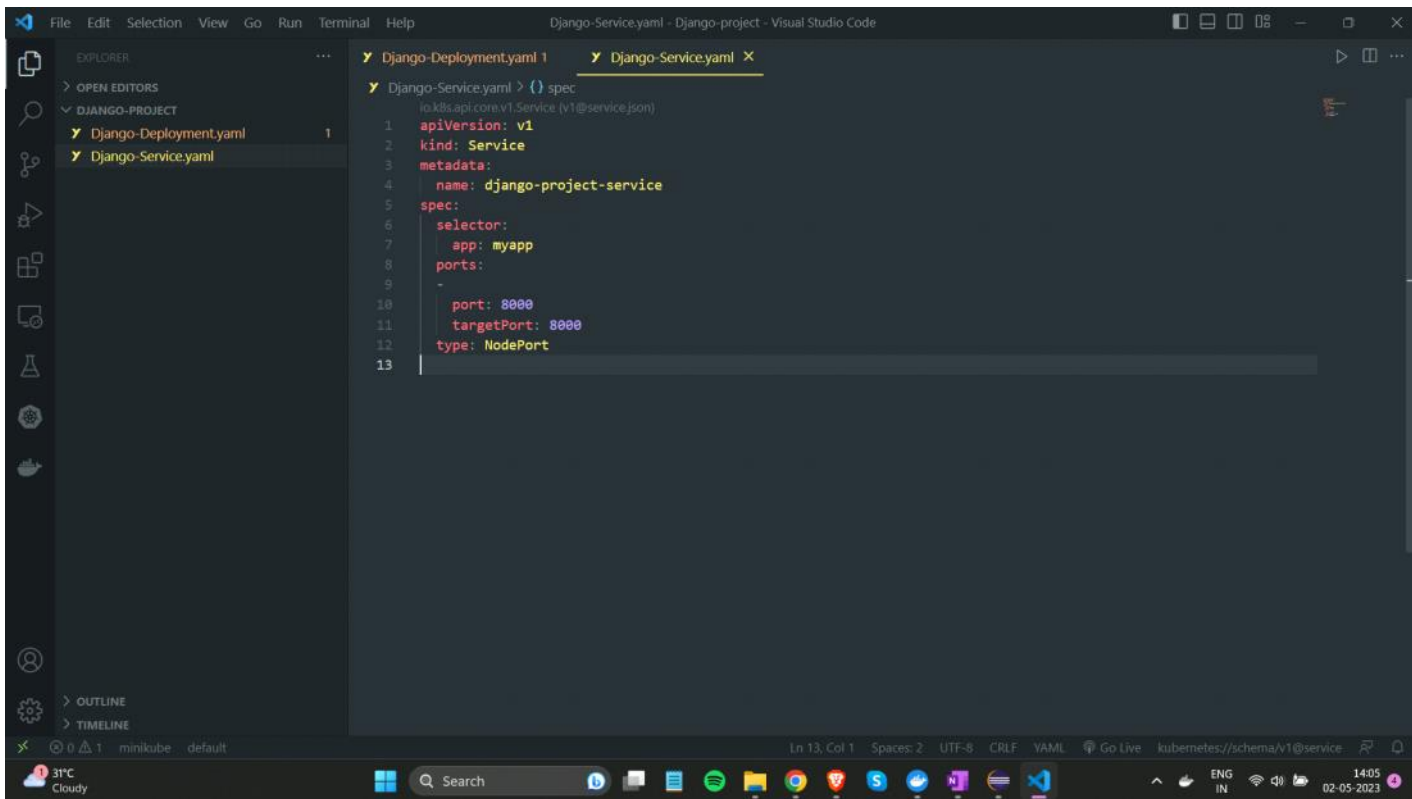 File Edit Selection View Go Run Terminal Help
Django-Service.yaml - Django-project - Visual Studio Code
EXPLORER
OPEN EDITORS
DJANGO-PROJECT
Django-Deployment.yaml 1
Django-Service.yaml
OUTLINE
TIMELINE
Django-Deployment.yaml 1 Django-Service.yaml
Django-Service.yaml > {} spec
io.k8s.api.core.v1.Service (v1@service.json)
1 apiVersion: v1
2 kind: Service
3 metadata:
4 name: django-project-service
5 spec:
6 selector:
7 app: myapp
8 ports:
9 -
10 port: 8000
11 targetPort: 8000
12 type: NodePort
13
0 1 minikube default
Ln 13, Col 1 Spaces: 2 UTF-8 CRLF YAML Go Live kubernetes://schema/v1@service
1
31°C
Cloudy
Search
ENG
IN
14:05
02-05-2023
4